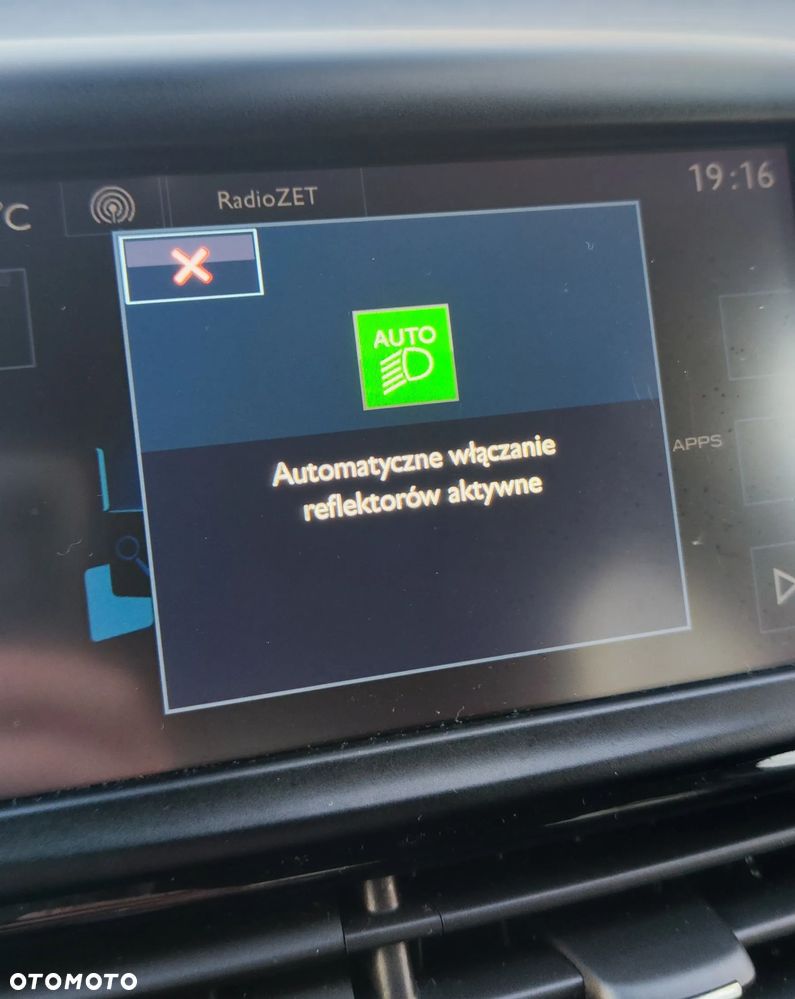 °C
RadioZET
19:16
AUTO
Automatyczne włączanie
reflektorów aktywne
APPS
OTOMOTO